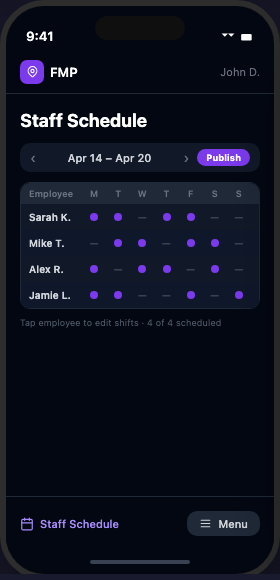 9:41
FMP John D.
Staff Schedule
‹ Apr 14 – Apr 20 › Publish
Employee M T W T F S S
Sarah K. — — —
Mike T. — — —
Alex R. — — —
Jamie L. — — —
Tap employee to edit shifts · 4 of 4 scheduled
Staff Schedule Menu